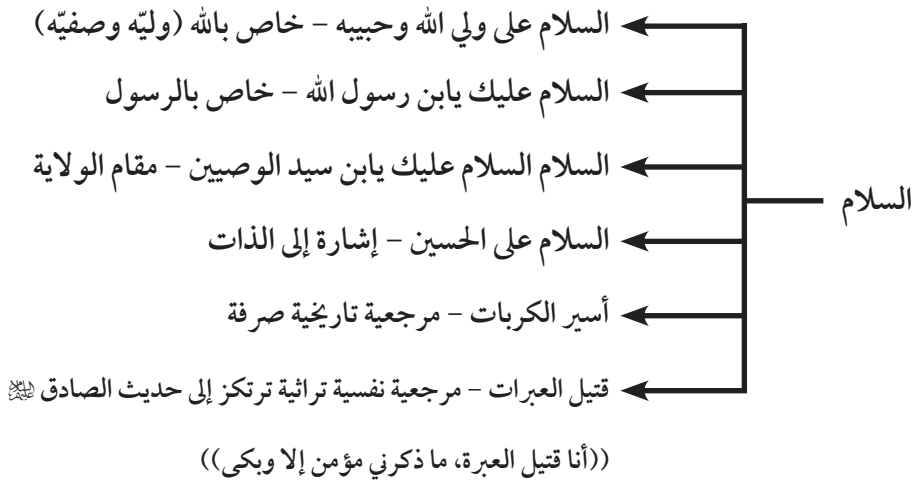 السلام على ولي الله وحبيبه – خاص بالله (وليّه وصفيّه)
السلام عليك يابن رسول الله – خاص بالرسول
السلام السلام عليك يابن سيد الوصيين – مقام الولاية
السلام
السلام على الحسين – إشارة إلى الذات
أسير الكربات – مرجعية تاريخية صرفة
قتيل العبرات – مرجعية نفسية تراثية ترتكز إلى حديث الصادق عليه السلام
((أنا قتيل العبرة، ما ذكرني مؤمن إلا وبكى))